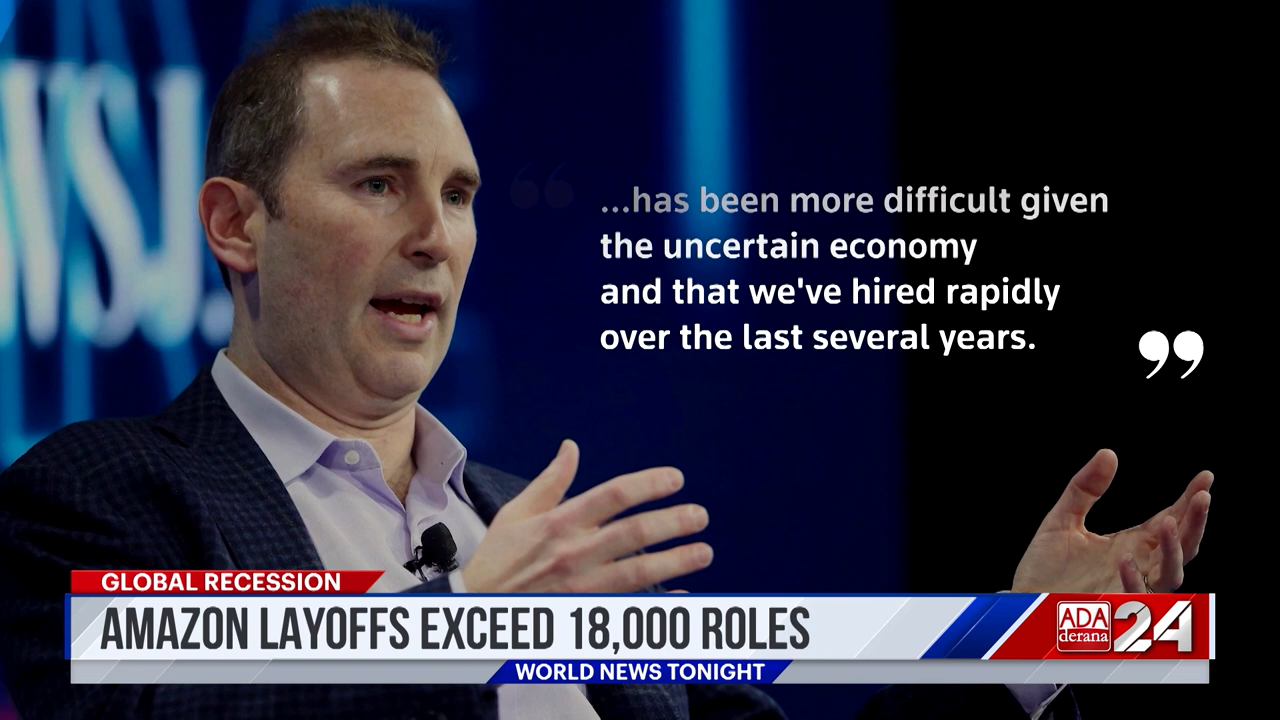 WSJ.
“
...has been more difficult given
the uncertain economy
and that we've hired rapidly
over the last several years.
”
GLOBAL RECESSION
AMAZON LAYOFFS EXCEED 18,000 ROLES
ADA
derana
24
WORLD NEWS TONIGHT